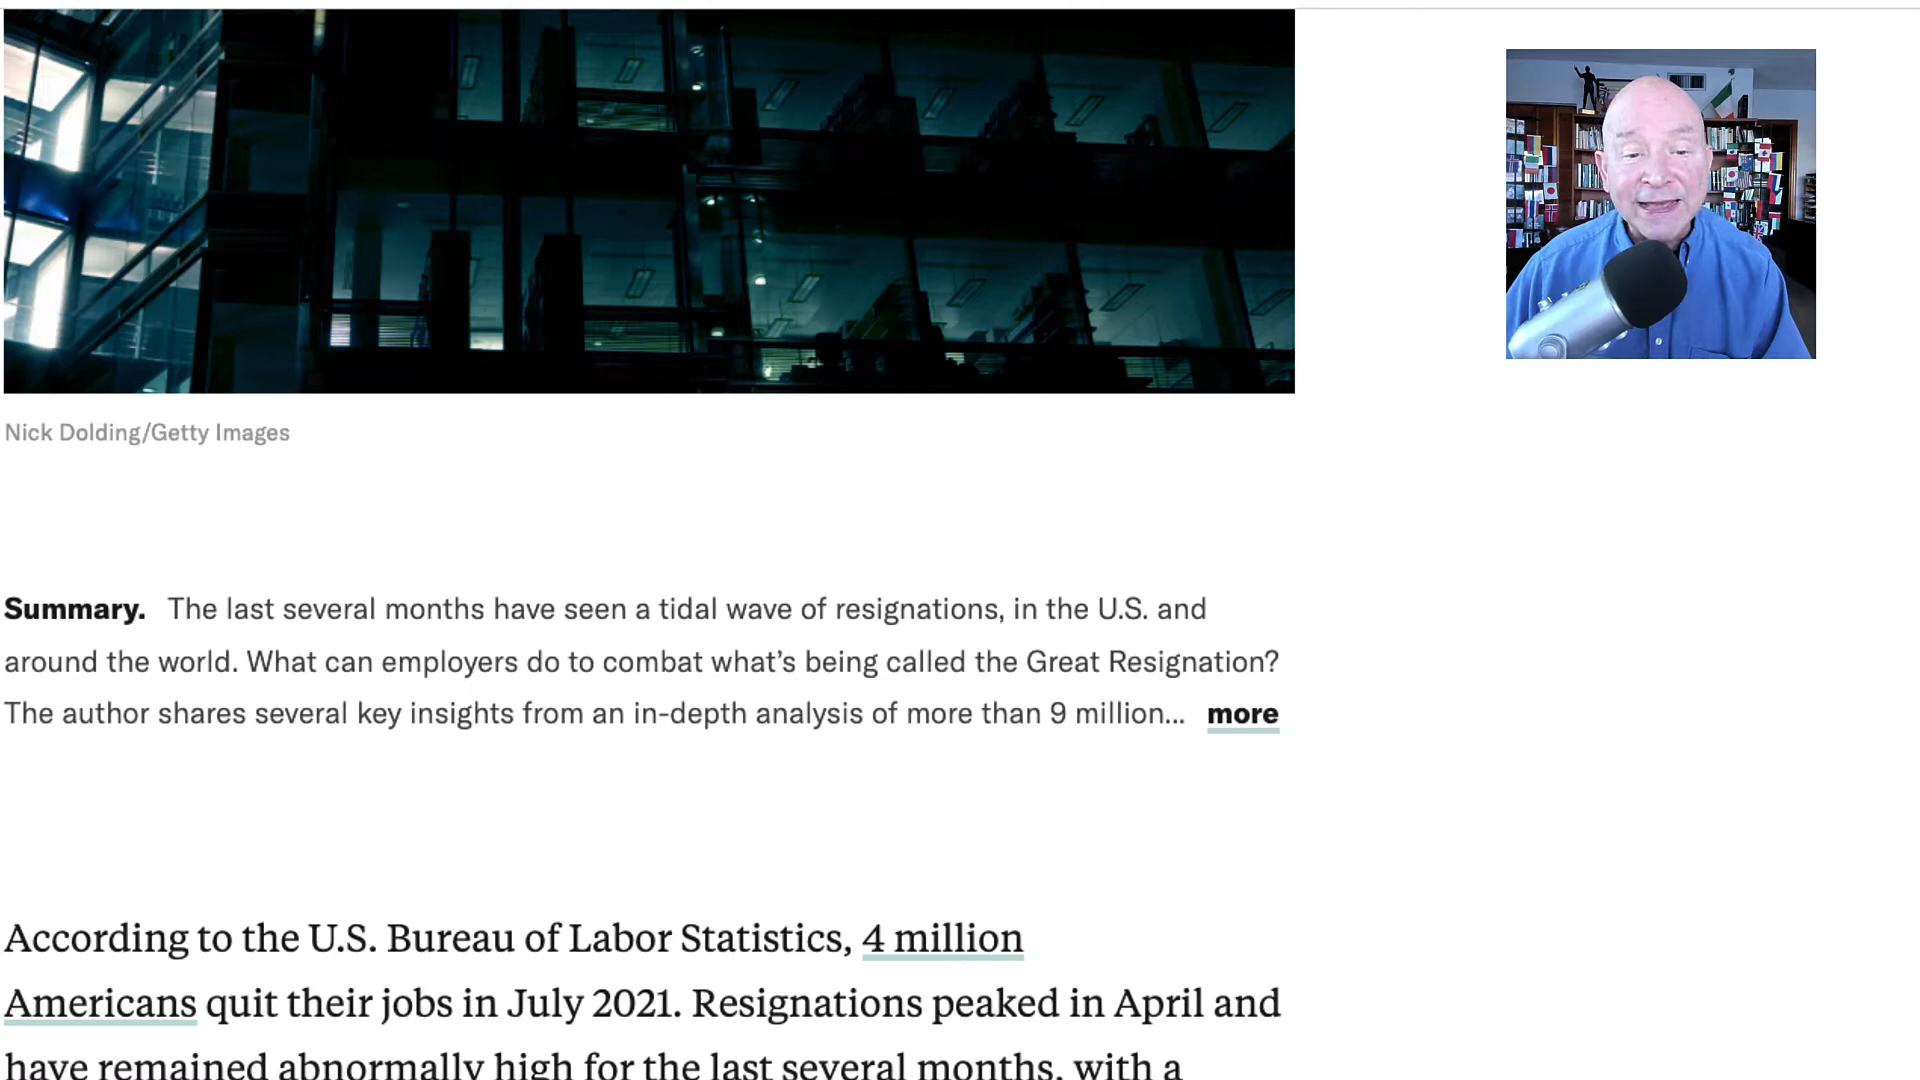 Nick Dolding/Getty Images
Summary. The last several months have seen a tidal wave of resignations, in the U.S. and
around the world. What can employers do to combat what's being called the Great Resignation?
The author shares several key insights from an in-depth analysis of more than 9 million... more
According to the U.S. Bureau of Labor Statistics, 4 million
Americans quit their jobs in July 2021. Resignations peaked in April and
have remained abnormally high for the last several months, with a